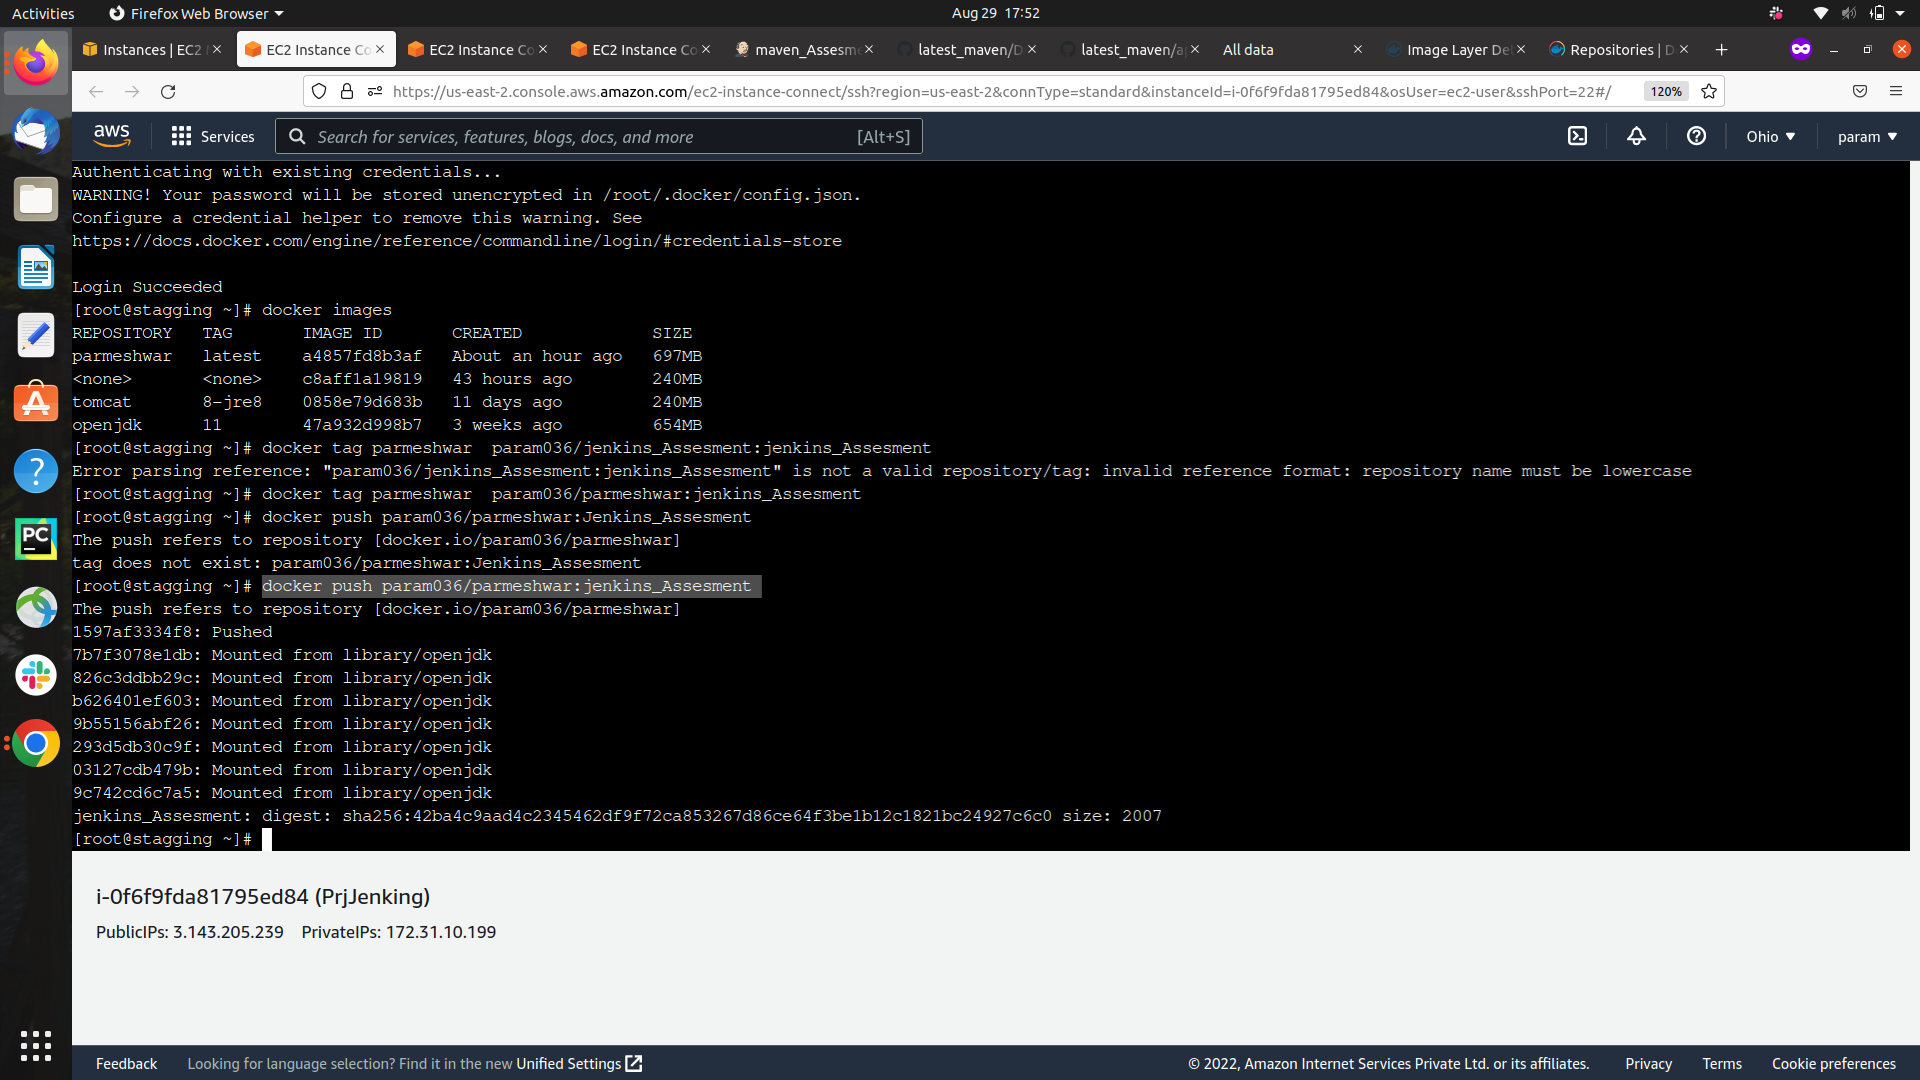 Activities
Firefox Web Browser
Aug 29 17:52
Instances | EC2
EC2 Instance Co
EC2 Instance Co
EC2 Instance Co
maven_Assesm
latest_maven/D
latest_maven/a
All data
Image Layer De
Repositories | D
https://us-east-2.console.aws.amazon.com/ec2-instance-connect/ssh?region=us-east-2&connType=standard&instanceId=i-0f6f9fda81795ed84&osUser=ec2-user&sshPort=22#/
120%
aws
Services
Search for services, features, blogs, docs, and more
[Alt+S]
Ohio
param
Authenticating with existing credentials...
WARNING! Your password will be stored unencrypted in /root/.docker/config.json.
Configure a credential helper to remove this warning. See
https://docs.docker.com/engine/reference/commandline/login/#credentials-store
Login Succeeded
[root@stagging ~]# docker images
REPOSITORY TAG IMAGE ID CREATED SIZE
parmeshwar latest a4857fd8b3af About an hour ago 697MB
<none> <none> c8aff1a19819 43 hours ago 240MB
tomcat 8-jre8 0858e79d683b 11 days ago 240MB
openjdk 11 47a932d998b7 3 weeks ago 654MB
[root@stagging ~]# docker tag parmeshwar  param036/jenkins_Assesment:jenkins_Assesment
Error parsing reference: "param036/jenkins_Assesment:jenkins_Assesment" is not a valid repository/tag: invalid reference format: repository name must be lowercase
[root@stagging ~]# docker tag parmeshwar  param036/parmeshwar:jenkins_Assesment
[root@stagging ~]# docker push param036/parmeshwar:Jenkins_Assesment
The push refers to repository [docker.io/param036/parmeshwar]
tag does not exist: param036/parmeshwar:Jenkins_Assesment
[root@stagging ~]# docker push param036/parmeshwar:jenkins_Assesment
The push refers to repository [docker.io/param036/parmeshwar]
1597af3334f8: Pushed
7b7f3078e1db: Mounted from library/openjdk
826c3ddbb29c: Mounted from library/openjdk
b626401ef603: Mounted from library/openjdk
9b55156abf26: Mounted from library/openjdk
293d5db30c9f: Mounted from library/openjdk
03127cdb479b: Mounted from library/openjdk
9c742cd6c7a5: Mounted from library/openjdk
jenkins_Assesment: digest: sha256:42ba4c9aad4c2345462df9f72ca853267d86ce64f3be1b12c1821bc24927c6c0 size: 2007
[root@stagging ~]#
PC
i-0f6f9fda81795ed84 (PrjJenking)
PublicIPs: 3.143.205.239 PrivateIPs: 172.31.10.199
Feedback
Looking for language selection? Find it in the new Unified Settings
© 2022, Amazon Internet Services Private Ltd. or its affiliates.
Privacy
Terms
Cookie preferences